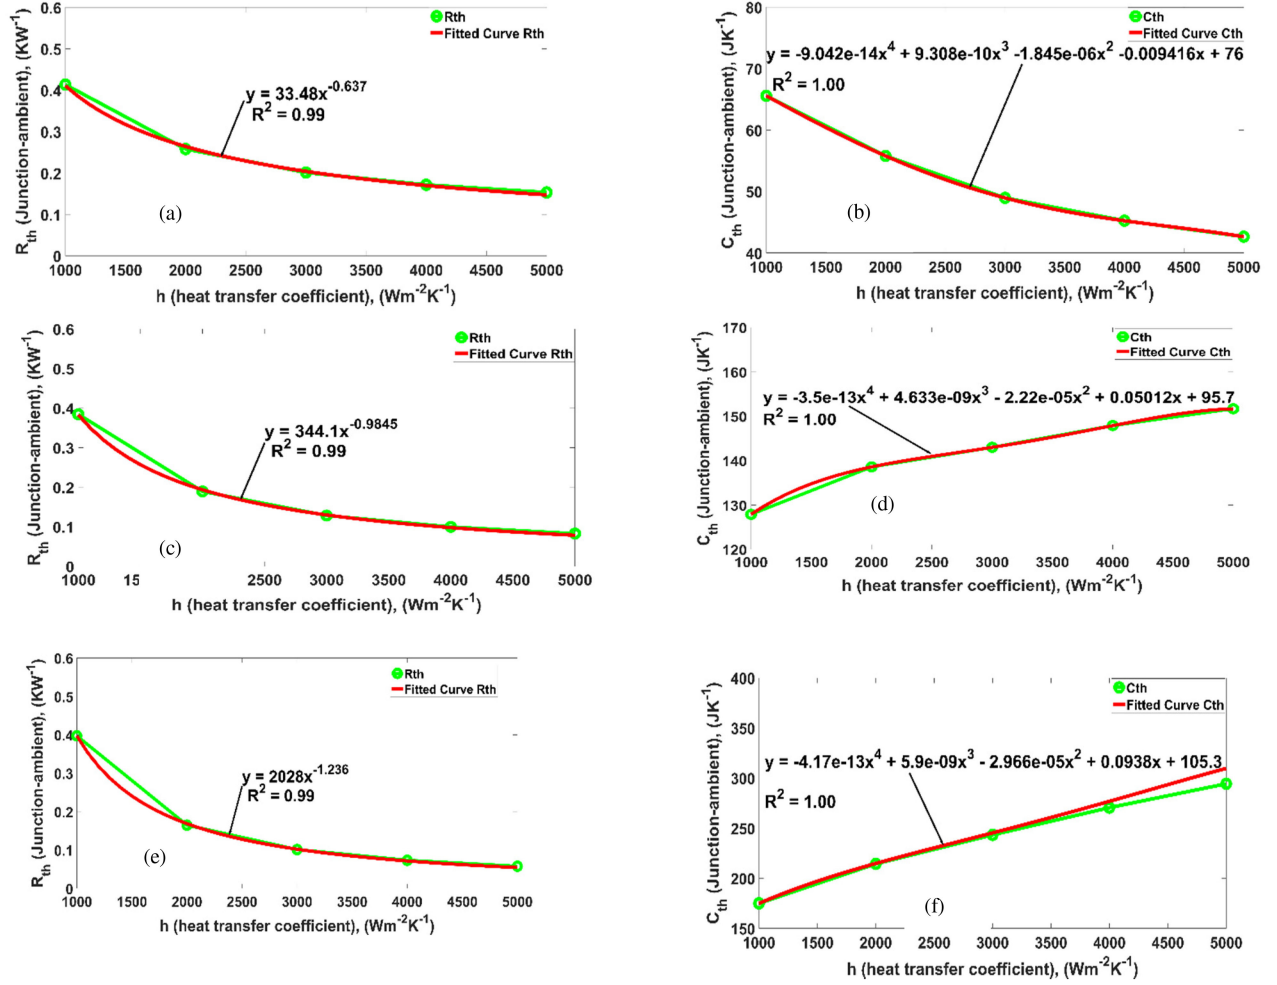 0.6
0.5
0.4
0.3
0.2
0.1
0
R_th (Junction-ambient), (KW^-1)
Rth
Fitted Curve Rth
y = 33.48x^-0.637
R^2 = 0.99
(a)
1000 1500 2000 2500 3000 3500 4000 4500 5000
h (heat transfer coefficient), (Wm^-2K^-1)
80
70
60
50
40
C_th (Junction-ambient), (JK^-1)
Cth
Fitted Curve Cth
y = -9.042e-14x^4 + 9.308e-10x^3 -1.845e-06x^2 -0.009416x + 76
R^2 = 1.00
(b)
1000 1500 2000 2500 3000 3500 4000 4500 5000
h (heat transfer coefficient), (Wm^-2K^-1)
0.6
0.5
0.4
0.3
0.2
0.1
0
R_th (Junction-ambient), (KW^-1)
Rth
Fitted Curve Rth
y = 344.1x^-0.9845
R^2 = 0.99
(c)
1000 15 2500 3000 3500 4000 4500 5000
h (heat transfer coefficient), (Wm^-2K^-1)
170
160
150
140
130
120
C_th (Junction-ambient), (JK^-1)
Cth
Fitted Curve Cth
y = -3.5e-13x^4 + 4.633e-09x^3 - 2.22e-05x^2 + 0.05012x + 95.7
R^2 = 1.00
(d)
1000 1500 2000 2500 3000 3500 4000 4500 5000
h (heat transfer coefficient), (Wm^-2K^-1)
0.6
0.5
0.4
0.3
0.2
0.1
0
R_th (Junction-ambient), (KW^-1)
Rth
Fitted Curve Rth
y = 2028x^-1.236
R^2 = 0.99
(e)
1000 1500 2000 2500 3000 3500 4000 4500 5000
h (heat transfer coefficient), (Wm^-2K^-1)
400
350
300
250
200
150
C_th (Junction-ambient), (JK^-1)
Cth
Fitted Curve Cth
y = -4.17e-13x^4 + 5.9e-09x^3 - 2.966e-05x^2 + 0.0938x + 105.3
R^2 = 1.00
(f)
1000 1500 2000 2500 3000 3500 4000 4500 5000
h (heat transfer coefficient), (Wm^-2K^-1)